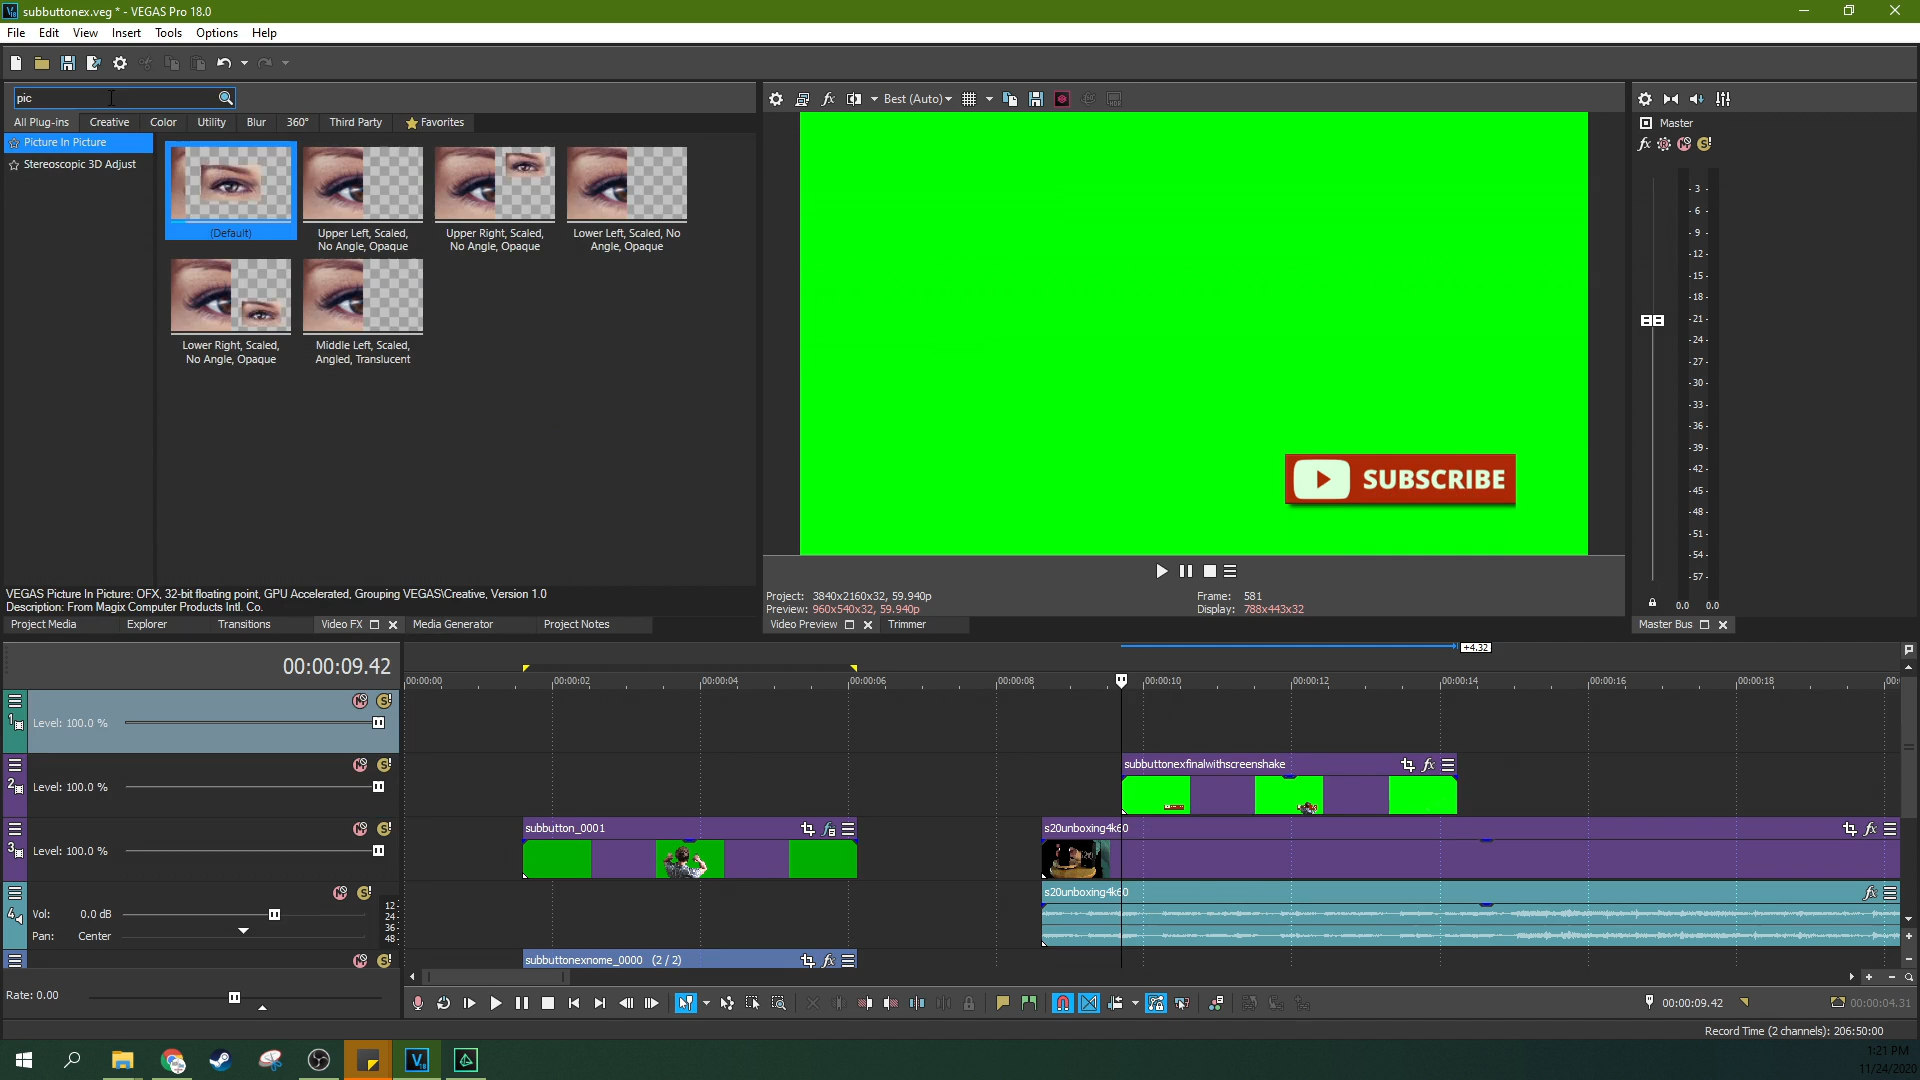 subbuttonex.veg * - VEGAS Pro 18.0
File Edit View Insert Tools Options Help
pic
All Plug-ins Creative Color Utility Blur 360° Third Party Favorites
Picture In Picture
Stereoscopic 3D Adjust
(Default)
Upper Left, Scaled,
No Angle, Opaque
Upper Right, Scaled,
No Angle, Opaque
Lower Left, Scaled, No
Angle, Opaque
Lower Right, Scaled,
No Angle, Opaque
Middle Left, Scaled,
Angled, Translucent
VEGAS Picture In Picture: OFX, 32-bit floating point, GPU Accelerated, Grouping VEGAS\Creative, Version 1.0
Description: From Magix Computer Products Intl. Co.
Project Media Explorer Transitions Video FX Media Generator Project Notes
Best (Auto)
SUBSCRIBE
Project: 3840x2160x32, 59.940p
Preview: 960x540x32, 59.940p
Frame: 581
Display: 788x443x32
Video Preview Trimmer
Master
fx
- 3 -
- 6 -
- 9 -
- 12 -
- 15 -
- 18 -
- 21 -
- 24 -
- 27 -
- 30 -
- 33 -
- 36 -
- 39 -
- 42 -
- 45 -
- 48 -
- 51 -
- 54 -
- 57 -
0.0 0.0
Master Bus
00:00:09.42
+4.32
00:00:00 00:00:02 00:00:04 00:00:06 00:00:08 00:00:10 00:00:12 00:00:14 00:00:16 00:00:18
1
Level: 100.0 %
2
Level: 100.0 %
subbuttonexfinalwithscreenshake
3
Level: 100.0 %
subbutton_0001
s20unboxing4k60
4
Vol: 0.0 dB
Pan: Center
12-
24-
36-
48-
s20unboxing4k60
subbuttonexnome_0000 (2 / 2)
Rate: 0.00
00:00:09.42
00:00:04.31
Record Time (2 channels): 206:50:00
1:21 PM
11/24/2020